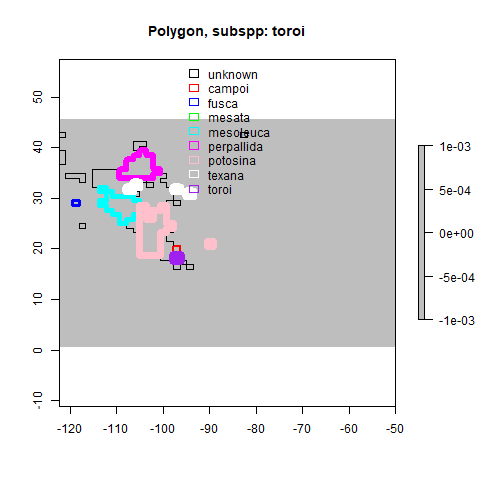 Polygon, subspp: toroi
unknown
campoi
fusca
mesata
mesoleuca
perpallida
potosina
texana
toroi
50
40
30
20
10
0
-10
-120
-110
-100
-90
-80
-70
-60
-50
1e-03
5e-04
0e+00
-5e-04
-1e-03